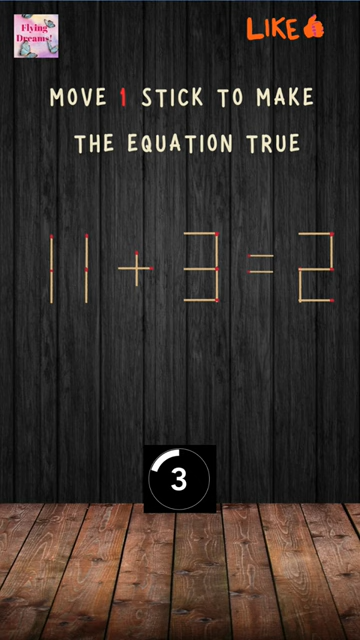 Flying
Dreams!
LIKE
MOVE 1 STICK TO MAKE
THE EQUATION TRUE
11+3=2
3